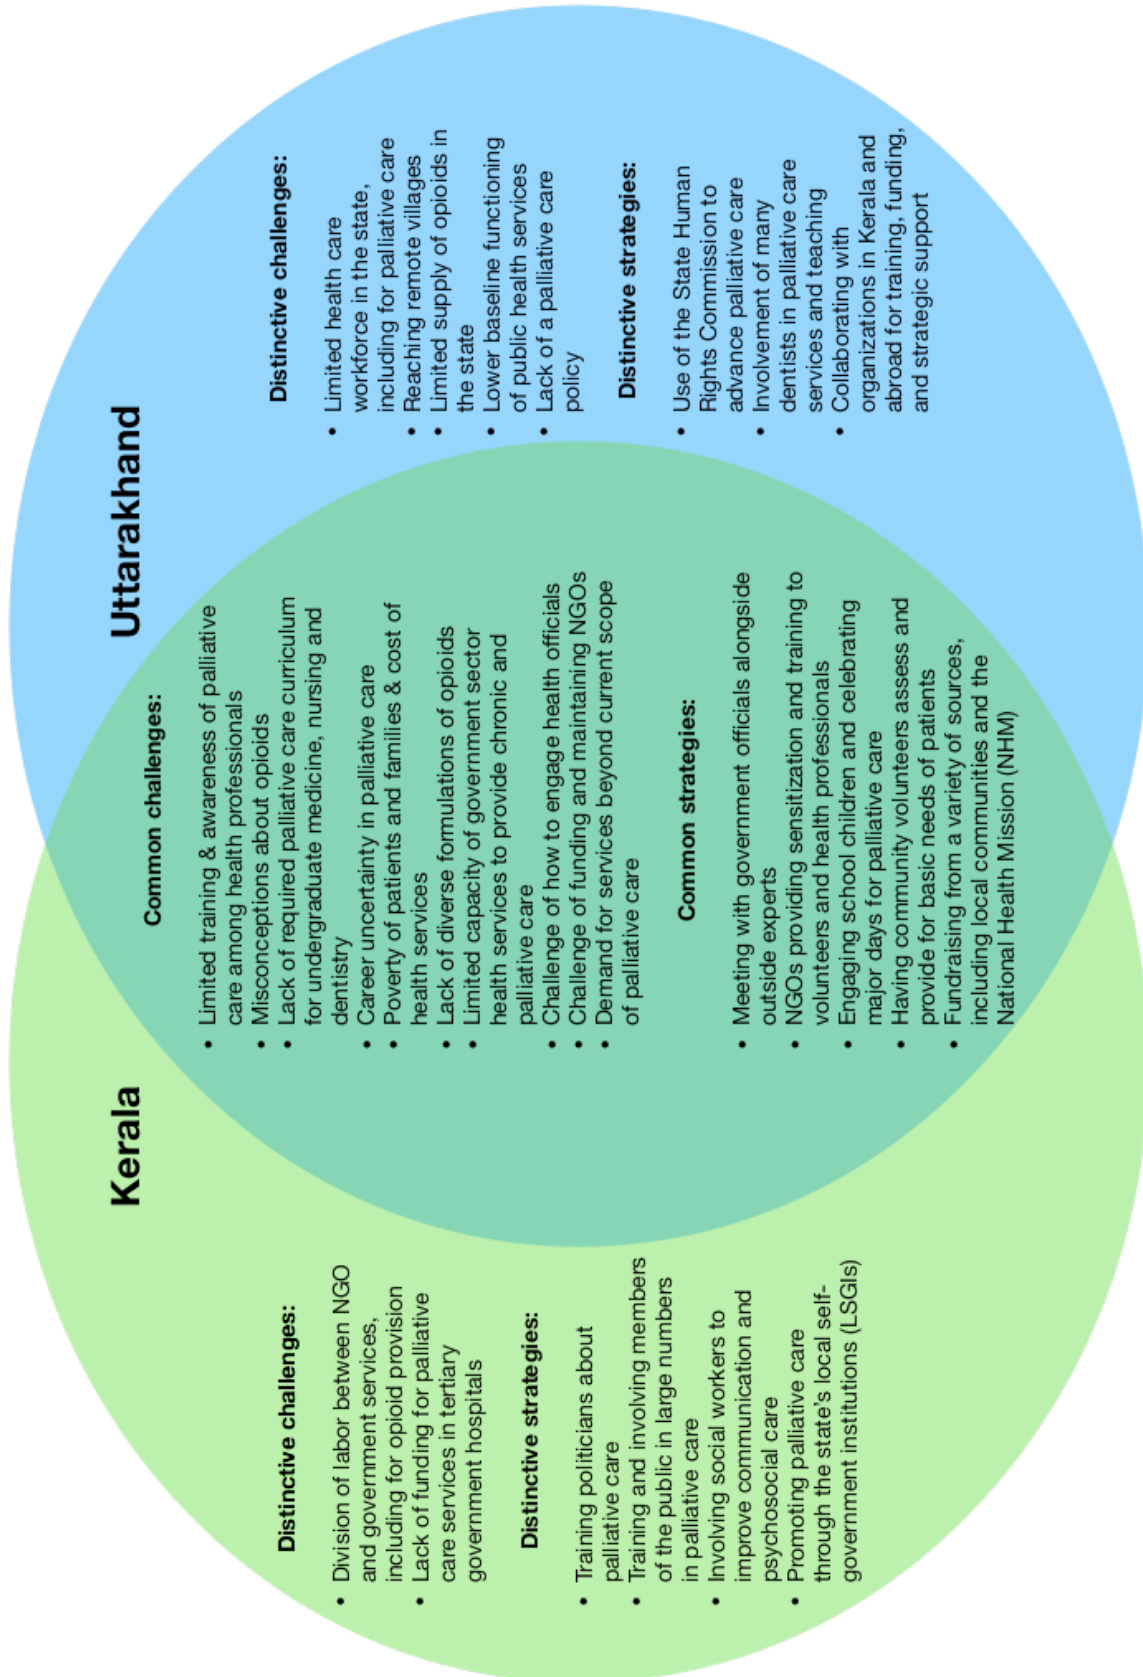 Kerala
Uttarakhand
Distinctive challenges:
• Division of labor between NGO
and government services,
including for opioid provision
• Lack of funding for palliative
care services in tertiary
government hospitals
Distinctive strategies:
• Training politicians about
palliative care
• Training and involving members
of the public in large numbers
in palliative care
• Involving social workers to
improve communication and
psychosocial care
• Promoting palliative care
through the state's local self-
government institutions (LSGIs)
Common challenges:
• Limited training & awareness of palliative
care among health professionals
• Misconceptions about opioids
• Lack of required palliative care curriculum
for undergraduate medicine, nursing and
dentistry
• Career uncertainty in palliative care
• Poverty of patients and families & cost of
health services
• Lack of diverse formulations of opioids
• Limited capacity of government sector
health services to provide chronic and
palliative care
• Challenge of how to engage health officials
• Challenge of funding and maintaining NGOs
• Demand for services beyond current scope
of palliative care
Common strategies:
• Meeting with government officials alongside
outside experts
• NGOs providing sensitization and training to
volunteers and health professionals
• Engaging school children and celebrating
major days for palliative care
• Having community volunteers assess and
provide for basic needs of patients
• Fundraising from a variety of sources,
including local communities and the
National Health Mission (NHM)
Distinctive challenges:
• Limited health care
workforce in the state,
including for palliative care
• Reaching remote villages
• Limited supply of opioids in
the state
• Lower baseline functioning
of public health services
• Lack of a palliative care
policy
Distinctive strategies:
• Use of the State Human
Rights Commission to
advance palliative care
• Involvement of many
dentists in palliative care
services and teaching
• Collaborating with
organizations in Kerala and
abroad for training, funding,
and strategic support